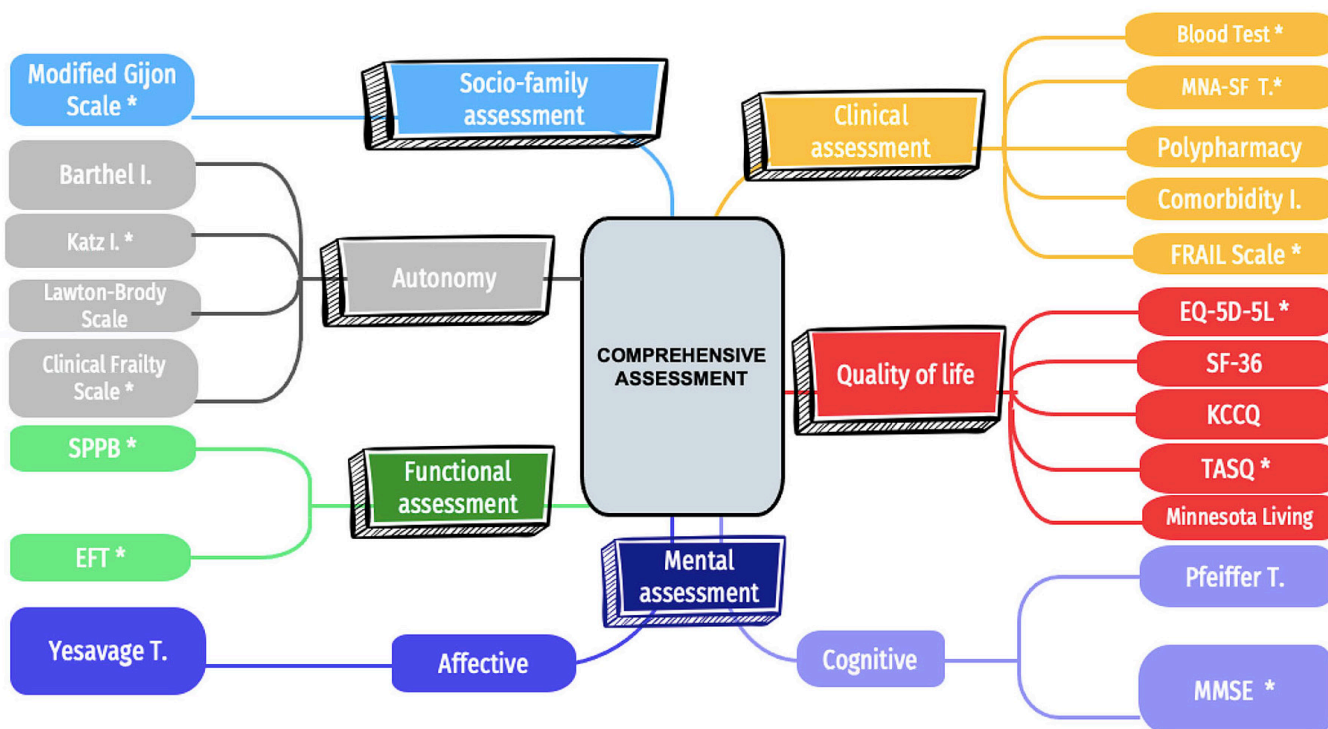 Modified Gijon
Scale *
Barthel I.
Katz I. *
Lawton-Brody
Scale
Clinical Frailty
Scale *
SPPB *
EFT *
Yesavage T.
Socio-family
assessment
Autonomy
Functional
assessment
Affective
COMPREHENSIVE
ASSESSMENT
Mental
assessment
Clinical
assessment
Quality of life
Cognitive
Blood Test *
MNA-SF T.*
Polypharmacy
Comorbidity I.
FRAIL Scale *
EQ-5D-5L *
SF-36
KCCQ
TASQ *
Minnesota Living
Pfeiffer T.
MMSE *